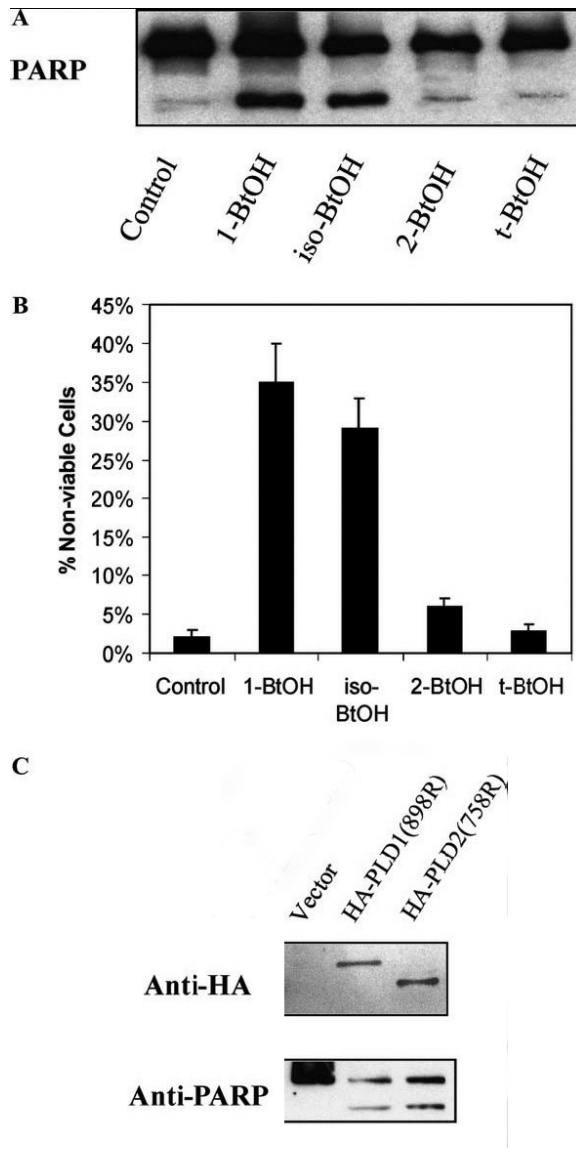 A
PARP
Control
1-BtOH
iso-BtOH
2-BtOH
t-BtOH
B
% Non-viable Cells
45%
40%
35%
30%
25%
20%
15%
10%
5%
0%
Control
1-BtOH
iso-
BtOH
2-BtOH
t-BtOH
C
Vector
HA-PLD1(898R)
HA-PLD2(758R)
Anti-HA
Anti-PARP